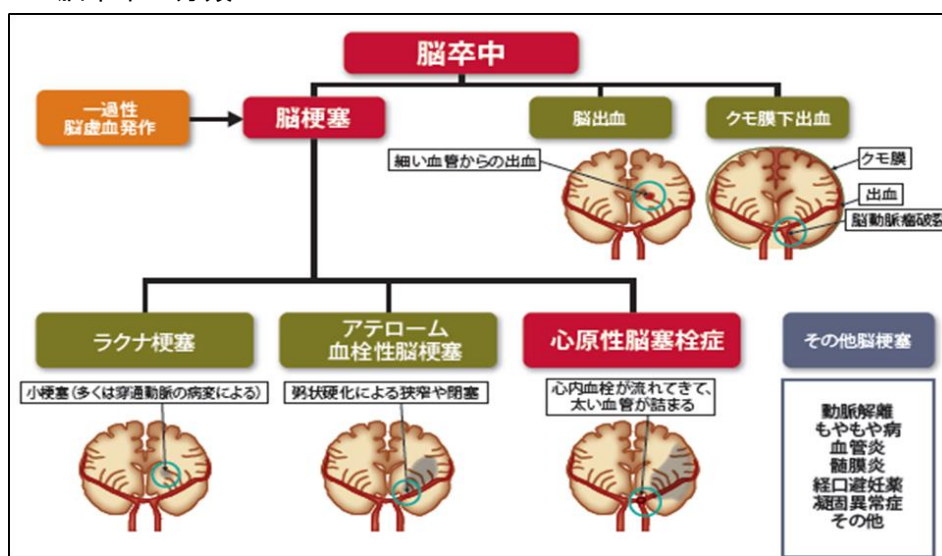 脳卒中
一過性
脳虚血発作
脳梗塞
脳出血
クモ膜下出血
細い血管からの出血
クモ膜
出血
脳動脈瘤破裂
ラクナ梗塞
アテローム
血栓性脳梗塞
心原性脳塞栓症
その他脳梗塞
小梗塞(多くは穿通動脈の病変による)
粥状硬化による狭窄や閉塞
心内血栓が流れてきて、
太い血管が詰まる
動脈解離
もやもや病
血管炎
髄膜炎
経口避妊薬
凝固異常症
その他